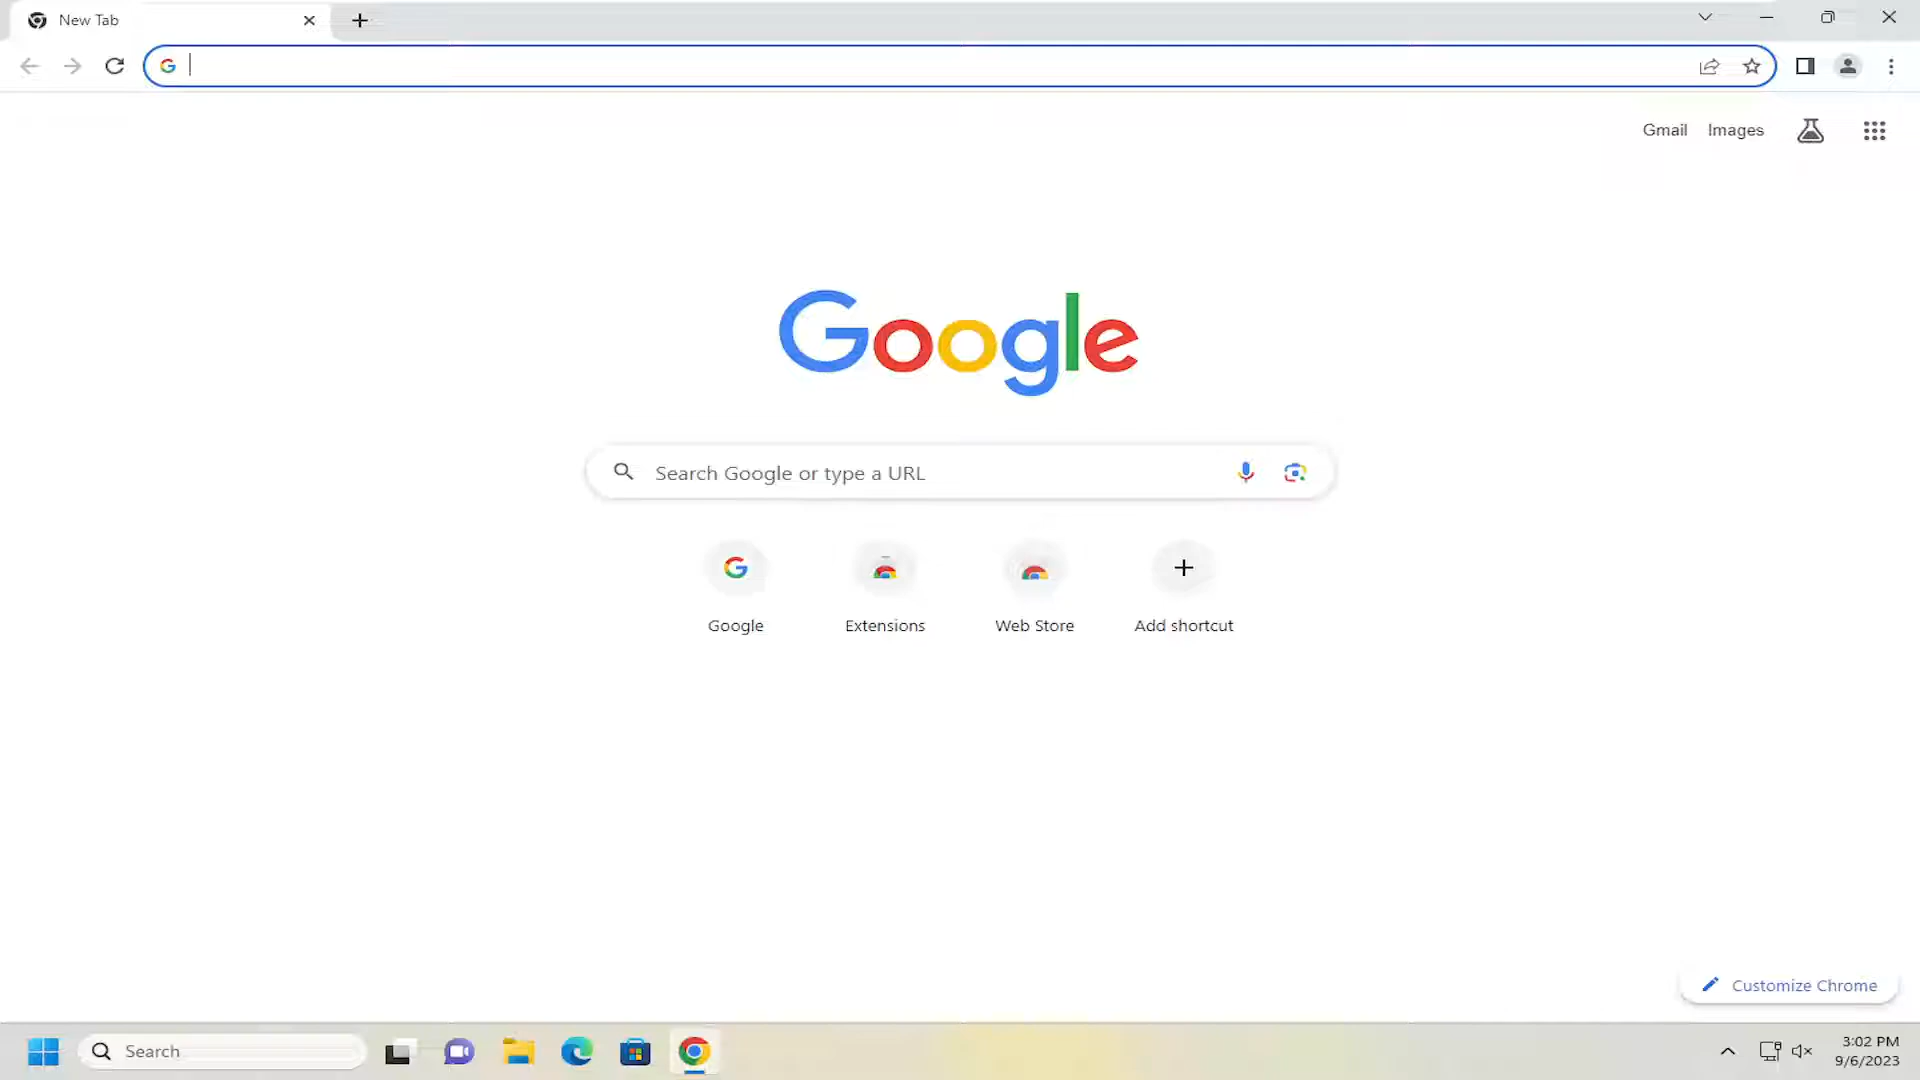 New Tab
Gmail Images
Google
Search Google or type a URL
Google Extensions Web Store Add shortcut
Customize Chrome
Search
3:02 PM
9/6/2023